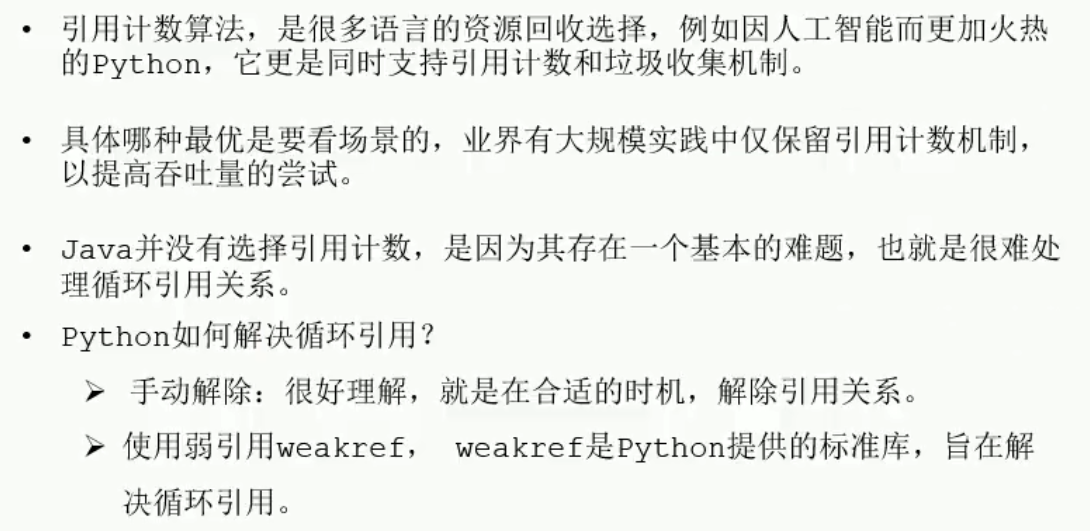 • 引用计数算法，是很多语言的资源回收选择，例如因人工智能而更加火热
的Python，它更是同时支持引用计数和垃圾收集机制。
• 具体哪种最优是要看场景的，业界有大规模实践中仅保留引用计数机制，
以提高吞吐量的尝试。
• Java并没有选择引用计数，是因为其存在一个基本的难题，也就是很难处
理循环引用关系。
• Python如何解决循环引用？
➢ 手动解除：很好理解，就是在合适的时机，解除引用关系。
➢ 使用弱引用weakref， weakref是Python提供的标准库，旨在解
决循环引用。